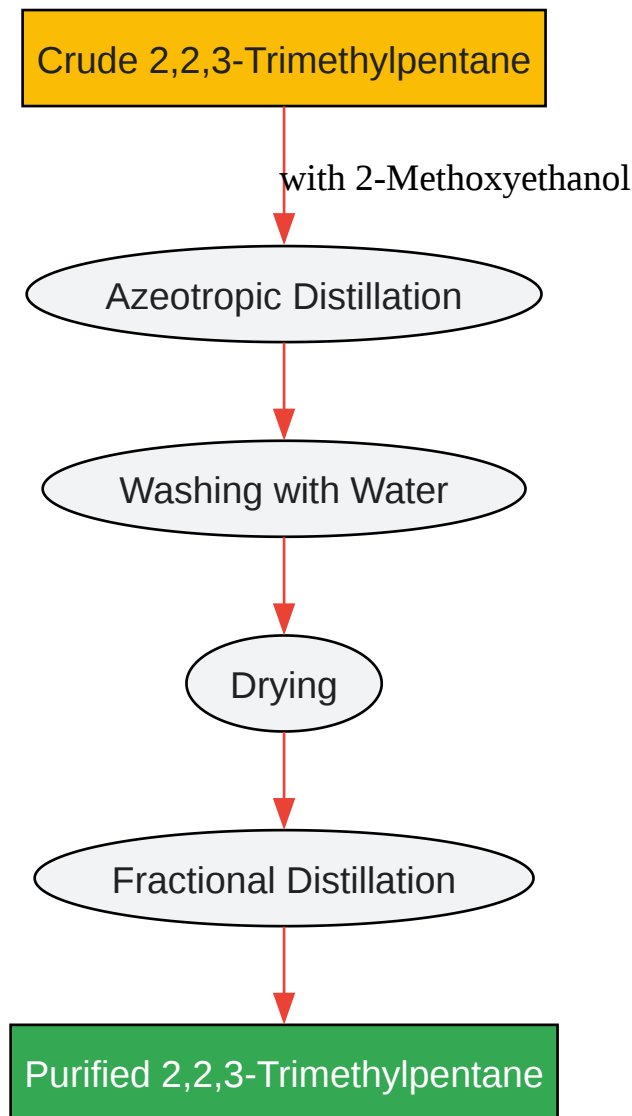 Crude 2,2,3-Trimethylpentane
with 2-Methoxyethanol
Azeotropic Distillation
Washing with Water
Drying
Fractional Distillation
Purified 2,2,3-Trimethylpentane